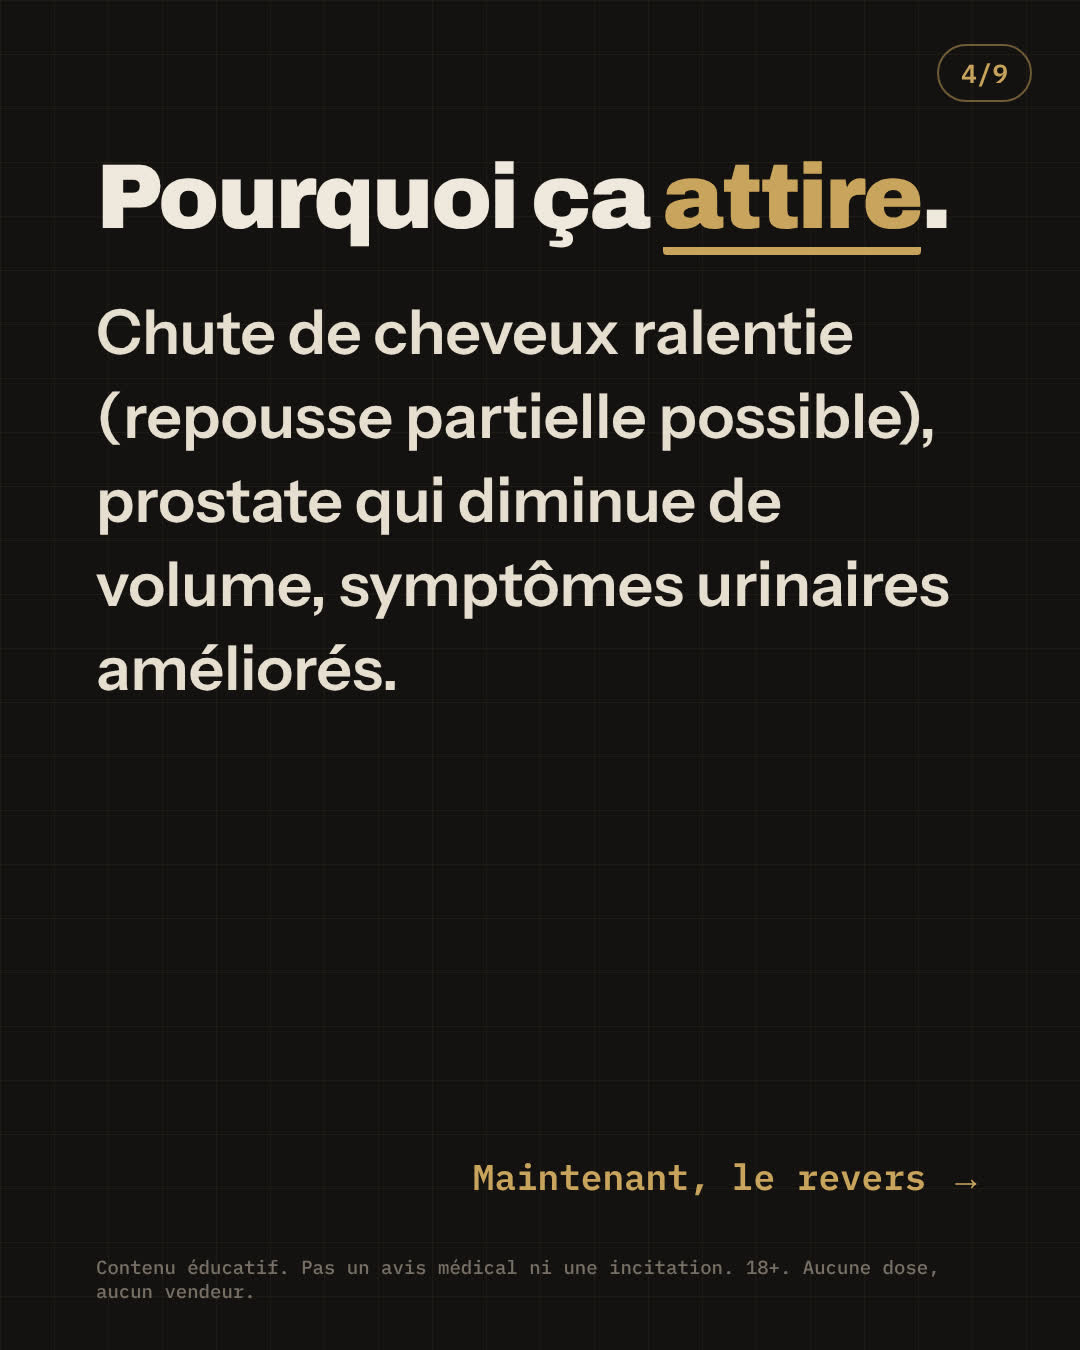 4/9
Pourquoi ça attire.
Chute de cheveux ralentie
(repousse partielle possible),
prostate qui diminue de
volume, symptômes urinaires
améliorés.
Maintenant, le revers →
Contenu éducatif. Pas un avis médical ni une incitation. 18+. Aucune dose,
aucun vendeur.